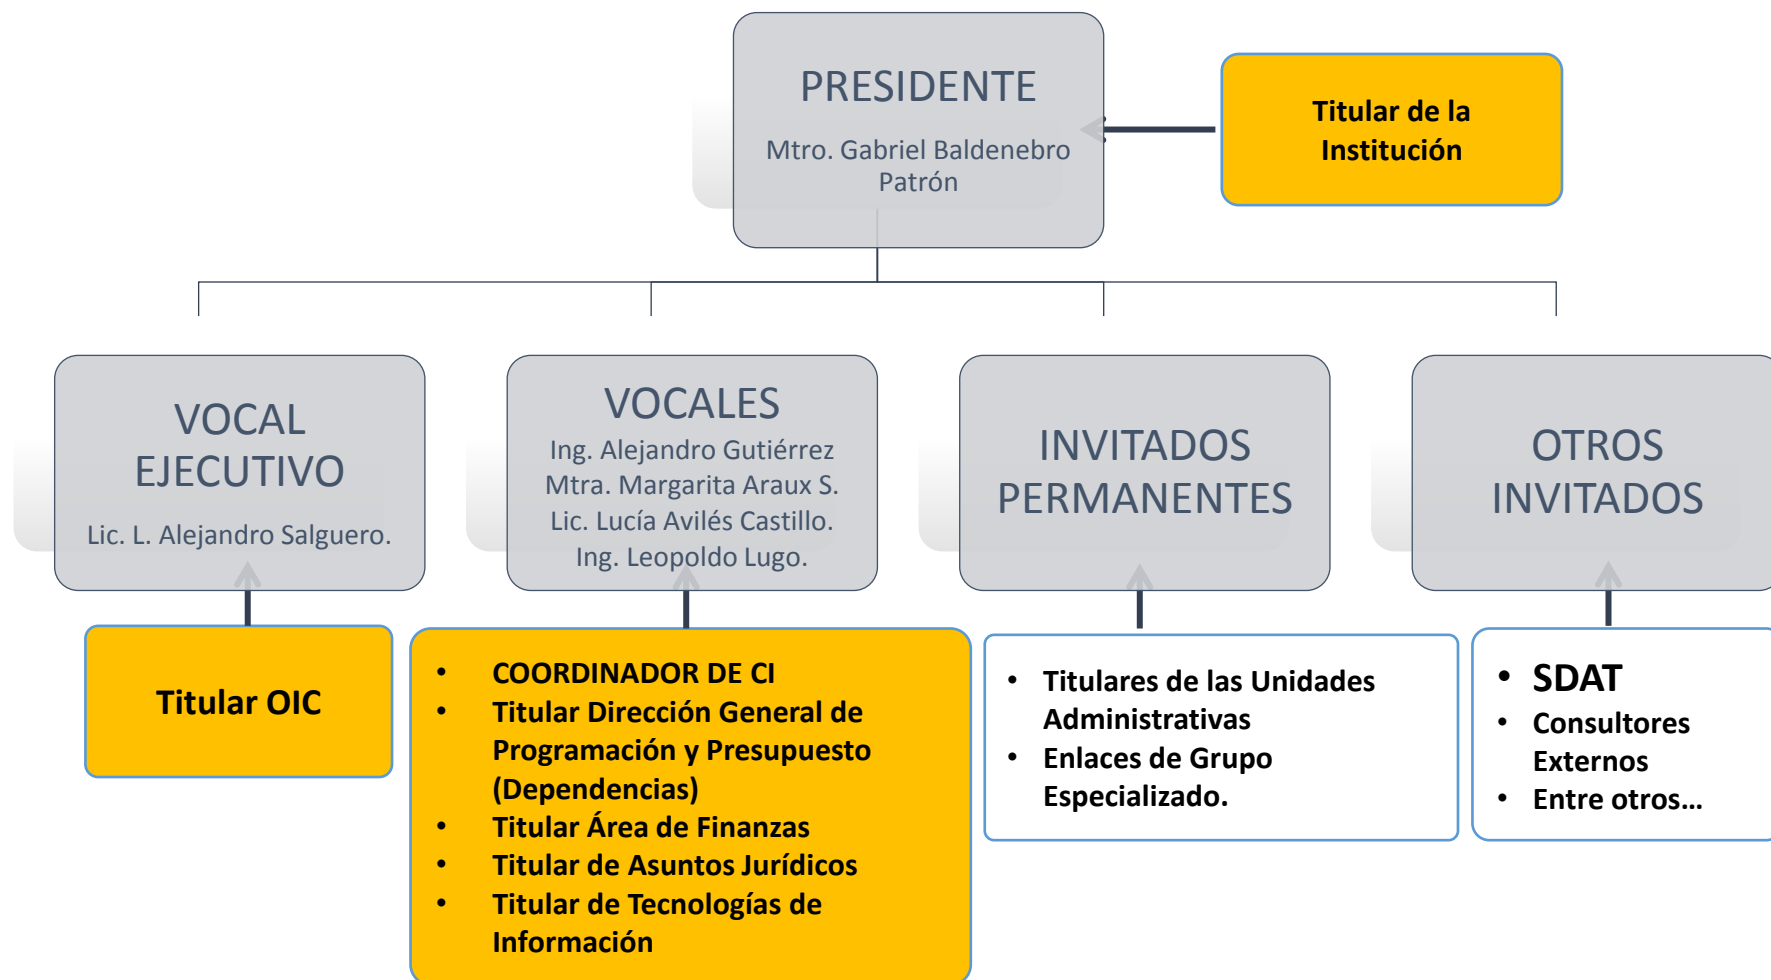 PRESIDENTE
Mtro. Gabriel Baldenebro
Patrón
Titular de la
Institución
VOCAL
EJECUTIVO
Lic. L. Alejandro Salguero.
VOCALES
Ing. Alejandro Gutiérrez
Mtra. Margarita Araux S.
Lic. Lucía Avilés Castillo.
Ing. Leopoldo Lugo.
INVITADOS
PERMANENTES
OTROS
INVITADOS
Titular OIC
• COORDINADOR DE CI
• Titular Dirección General de
Programación y Presupuesto
(Dependencias)
• Titular Área de Finanzas
• Titular de Asuntos Jurídicos
• Titular de Tecnologías de
Información
• Titulares de las Unidades
Administrativas
• Enlaces de Grupo
Especializado.
• SDAT
• Consultores
Externos
• Entre otros...